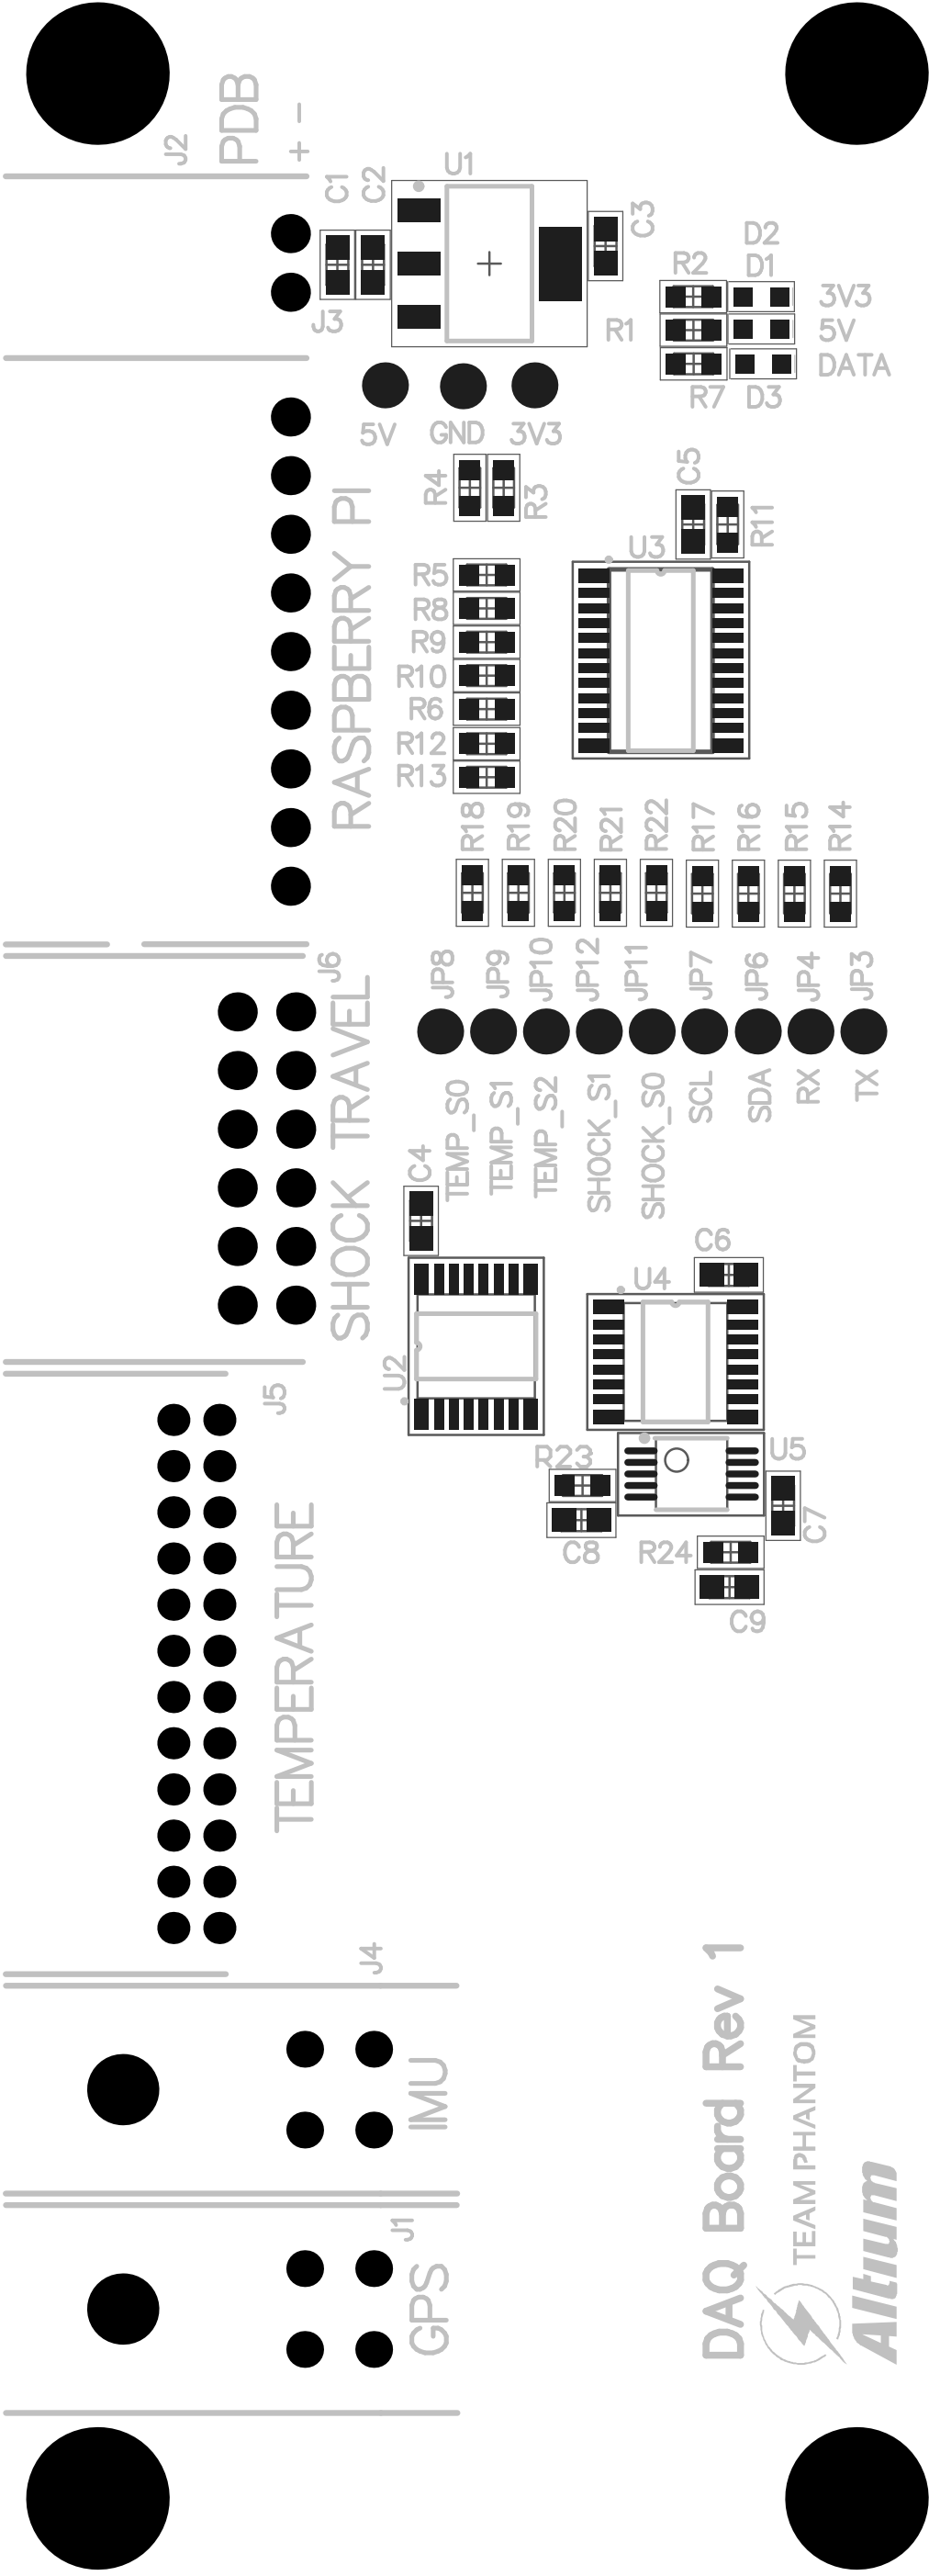 J2
PDB
+ -
C1
C2
U1
C3
D2
R2
D1
3V3
J3
R1
5V
DATA
R7
D3
5V
GND
3V3
R4
R3
C5
R11
RASPBERRY PI
U3
R5
R8
R9
R10
R6
R12
R13
R18
R19
R20
R21
R22
R17
R16
R15
R14
J6
JP8
JP9
JP10
JP12
JP11
JP7
JP6
JP4
JP3
SHOCK TRAVEL
TEMP_S0
TEMP_S1
TEMP_S2
SHOCK_S1
SHOCK_S0
SCL
SDA
RX
TX
C4
C6
U4
U2
J5
R23
U5
C7
C8
R24
C9
TEMPERATURE
J4
IMU
J1
GPS
DAQ Board Rev 1
TEAM PHANTOM
Altium